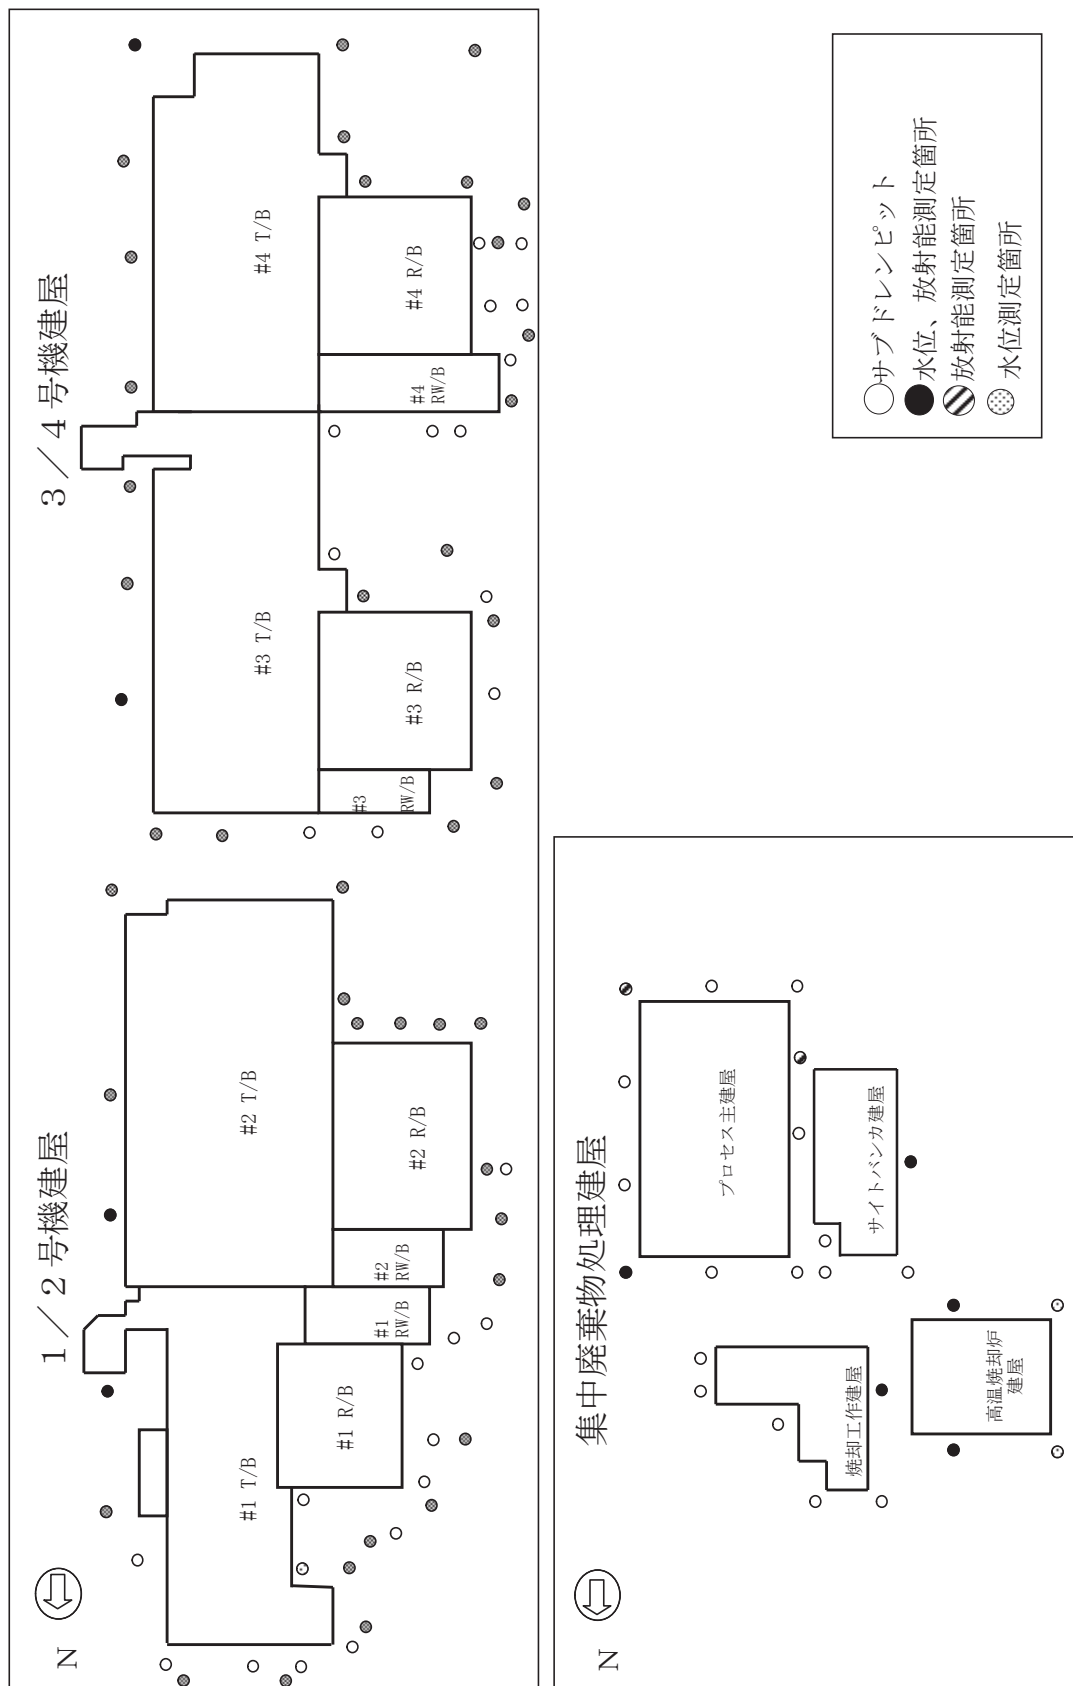 1/2 号機建屋
N
#1 T/B
#1 R/B
#1
RW/B
#2
RW/B
#2 T/B
#2 R/B
3/4 号機建屋
#3
RW/B
#3 T/B
#3 R/B
#4
RW/B
#4 T/B
#4 R/B
集中廃棄物処理建屋
N
焼却工作建屋
高温焼却炉
建屋
プロセス主建屋
サイトバンカ建屋
サブドレンピット
水位、放射能測定箇所
放射能測定箇所
水位測定箇所